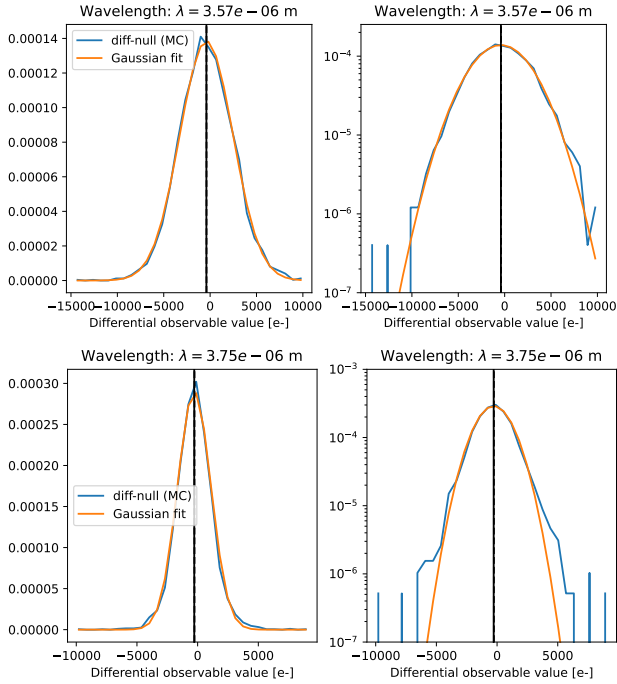 Wavelength: λ = 3.57e − 06 m
0.00014
0.00012
0.00010
0.00008
0.00006
0.00004
0.00002
0.00000
diff-null (MC)
Gaussian fit
−15000 −10000 −5000 0 5000 10000
Differential observable value [e-]
Wavelength: λ = 3.57e − 06 m
10⁻⁴
10⁻⁵
10⁻⁶
10⁻⁷
−15000 −10000 −5000 0 5000 10000
Differential observable value [e-]
Wavelength: λ = 3.75e − 06 m
0.00030
0.00025
0.00020
0.00015
0.00010
0.00005
0.00000
diff-null (MC)
Gaussian fit
−10000 −5000 0 5000
Differential observable value [e-]
Wavelength: λ = 3.75e − 06 m
10⁻³
10⁻⁴
10⁻⁵
10⁻⁶
10⁻⁷
−10000 −5000 0 5000
Differential observable value [e-]